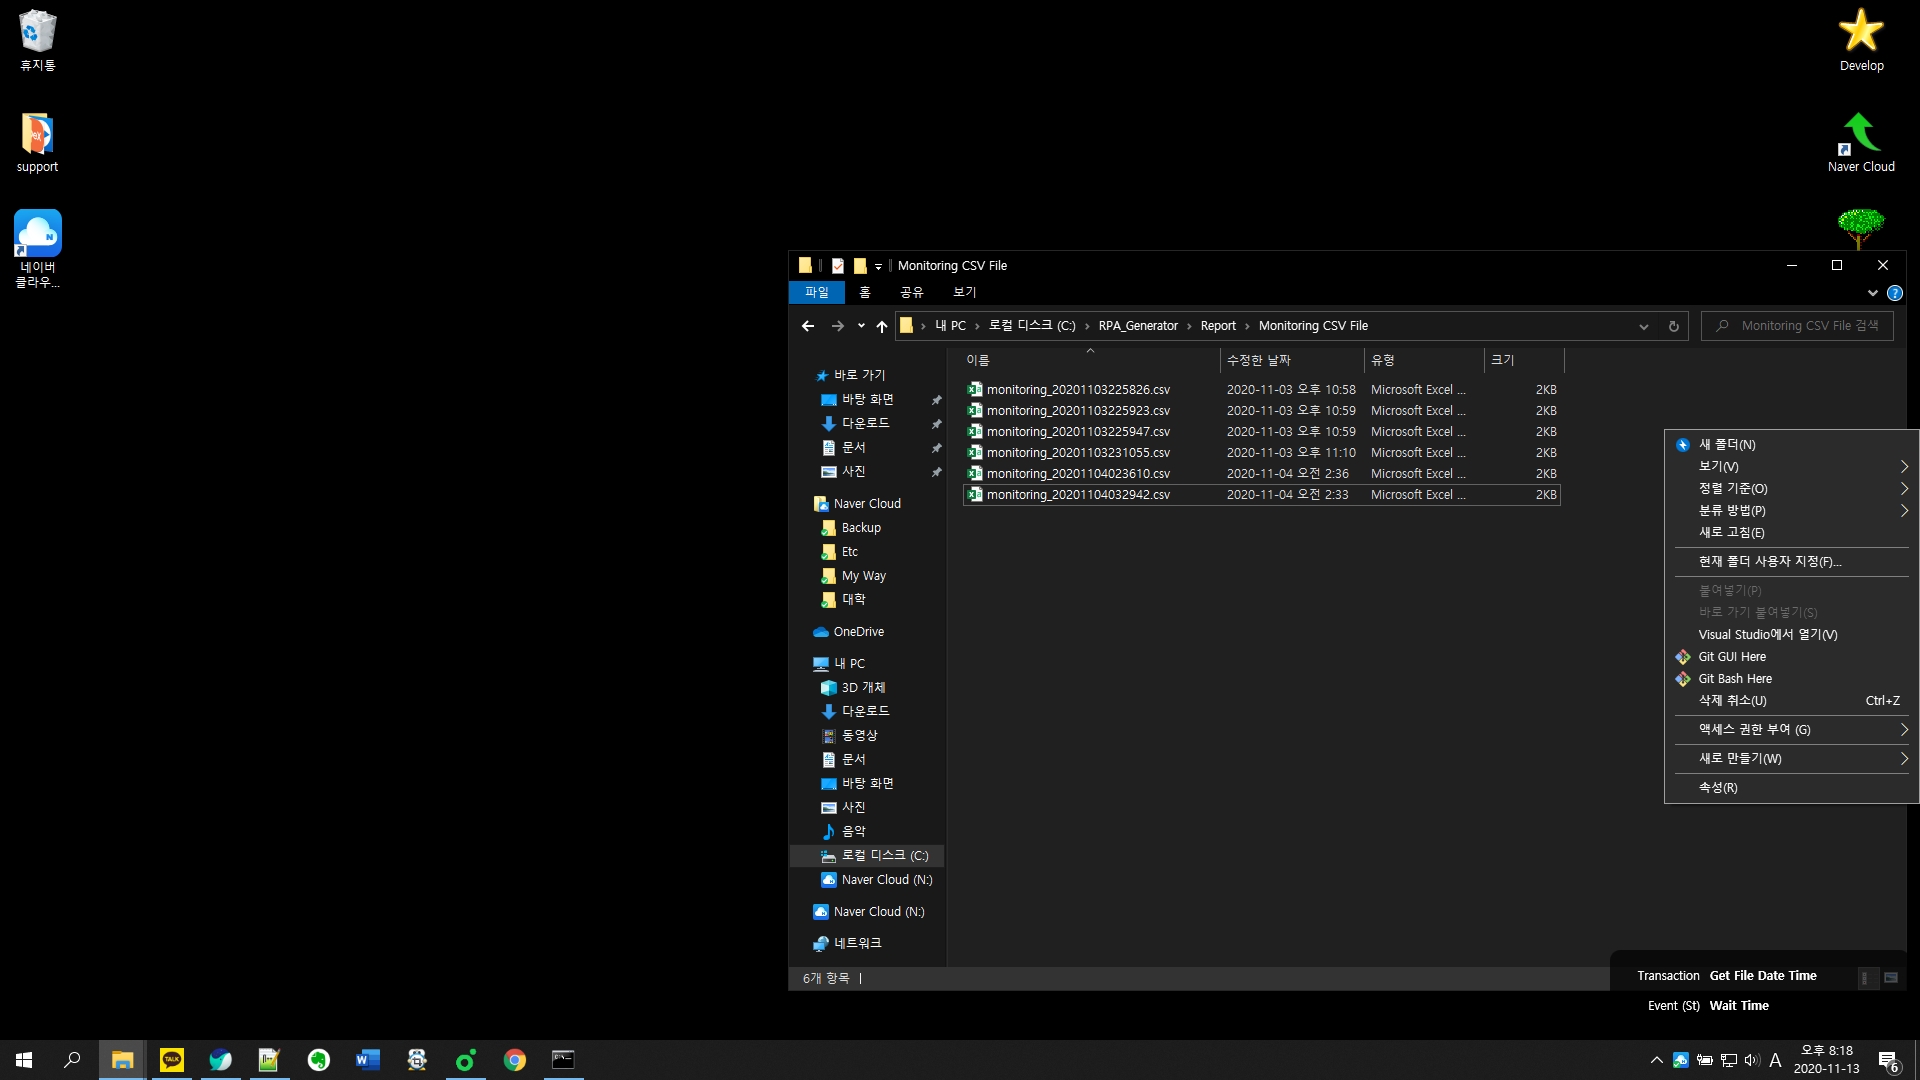 휴지통
support
네이버
클라우...
Develop
Naver Cloud
Monitoring CSV File
파일 홈 공유 보기
내 PC 로컬 디스크 (C:) RPA_Generator Report Monitoring CSV File
Monitoring CSV File 검색
이름 수정한 날짜 유형 크기
monitoring_20201103225826.csv 2020-11-03 오후 10:58 Microsoft Excel ... 2KB
monitoring_20201103225923.csv 2020-11-03 오후 10:59 Microsoft Excel ... 2KB
monitoring_20201103225947.csv 2020-11-03 오후 10:59 Microsoft Excel ... 2KB
monitoring_20201103231055.csv 2020-11-03 오후 11:10 Microsoft Excel ... 2KB
monitoring_20201104023610.csv 2020-11-04 오전 2:36 Microsoft Excel ... 2KB
monitoring_20201104032942.csv 2020-11-04 오전 2:33 Microsoft Excel ... 2KB
바로 가기
바탕 화면
다운로드
문서
사진
Naver Cloud
Backup
Etc
My Way
대학
OneDrive
내 PC
3D 개체
다운로드
동영상
문서
바탕 화면
사진
음악
로컬 디스크 (C:)
Naver Cloud (N:)
Naver Cloud (N:)
네트워크
6개 항목
새 폴더(N)
보기(V)
정렬 기준(O)
분류 방법(P)
새로 고침(E)
현재 폴더 사용자 지정(F)...
붙여넣기(P)
바로 가기 붙여넣기(S)
Visual Studio에서 열기(V)
Git GUI Here
Git Bash Here
삭제 취소(U) Ctrl+Z
액세스 권한 부여 (G)
새로 만들기(W)
속성(R)
Transaction Get File Date Time
Event (St) Wait Time
TALK
A
오후 8:18
2020-11-13
6